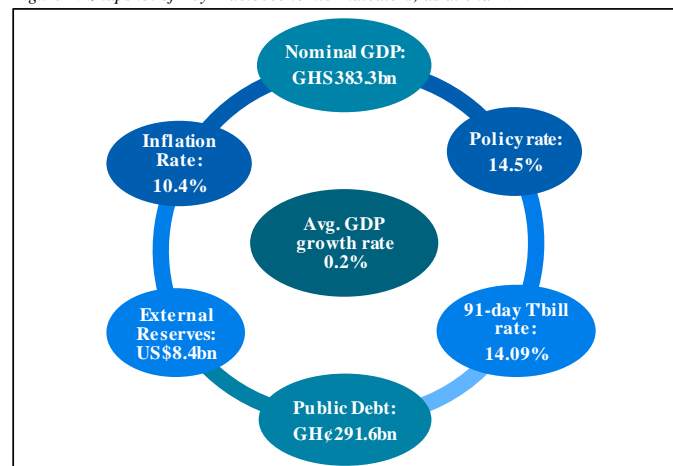 Nominal GDP:
GHS383.3bn
Inflation
Rate:
10.4%
Policy rate:
14.5%
Avg. GDP
growth rate
0.2%
External
Reserves:
US$8.4bn
91-day T'bill
rate:
14.09%
Public Debt:
GH¢291.6bn